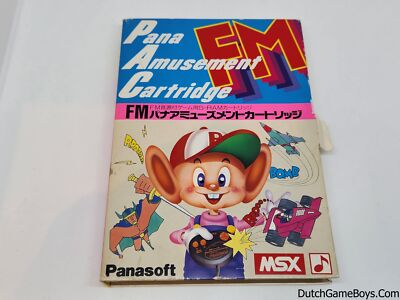 Pana
Amusement
Cartridge
FM
FM音源付ゲーム用S-RAMカートリッジ
FMパナアミューズメントカートリッジ
B
BOMB
Panasoft
MSX
DutchGameBoys.Com